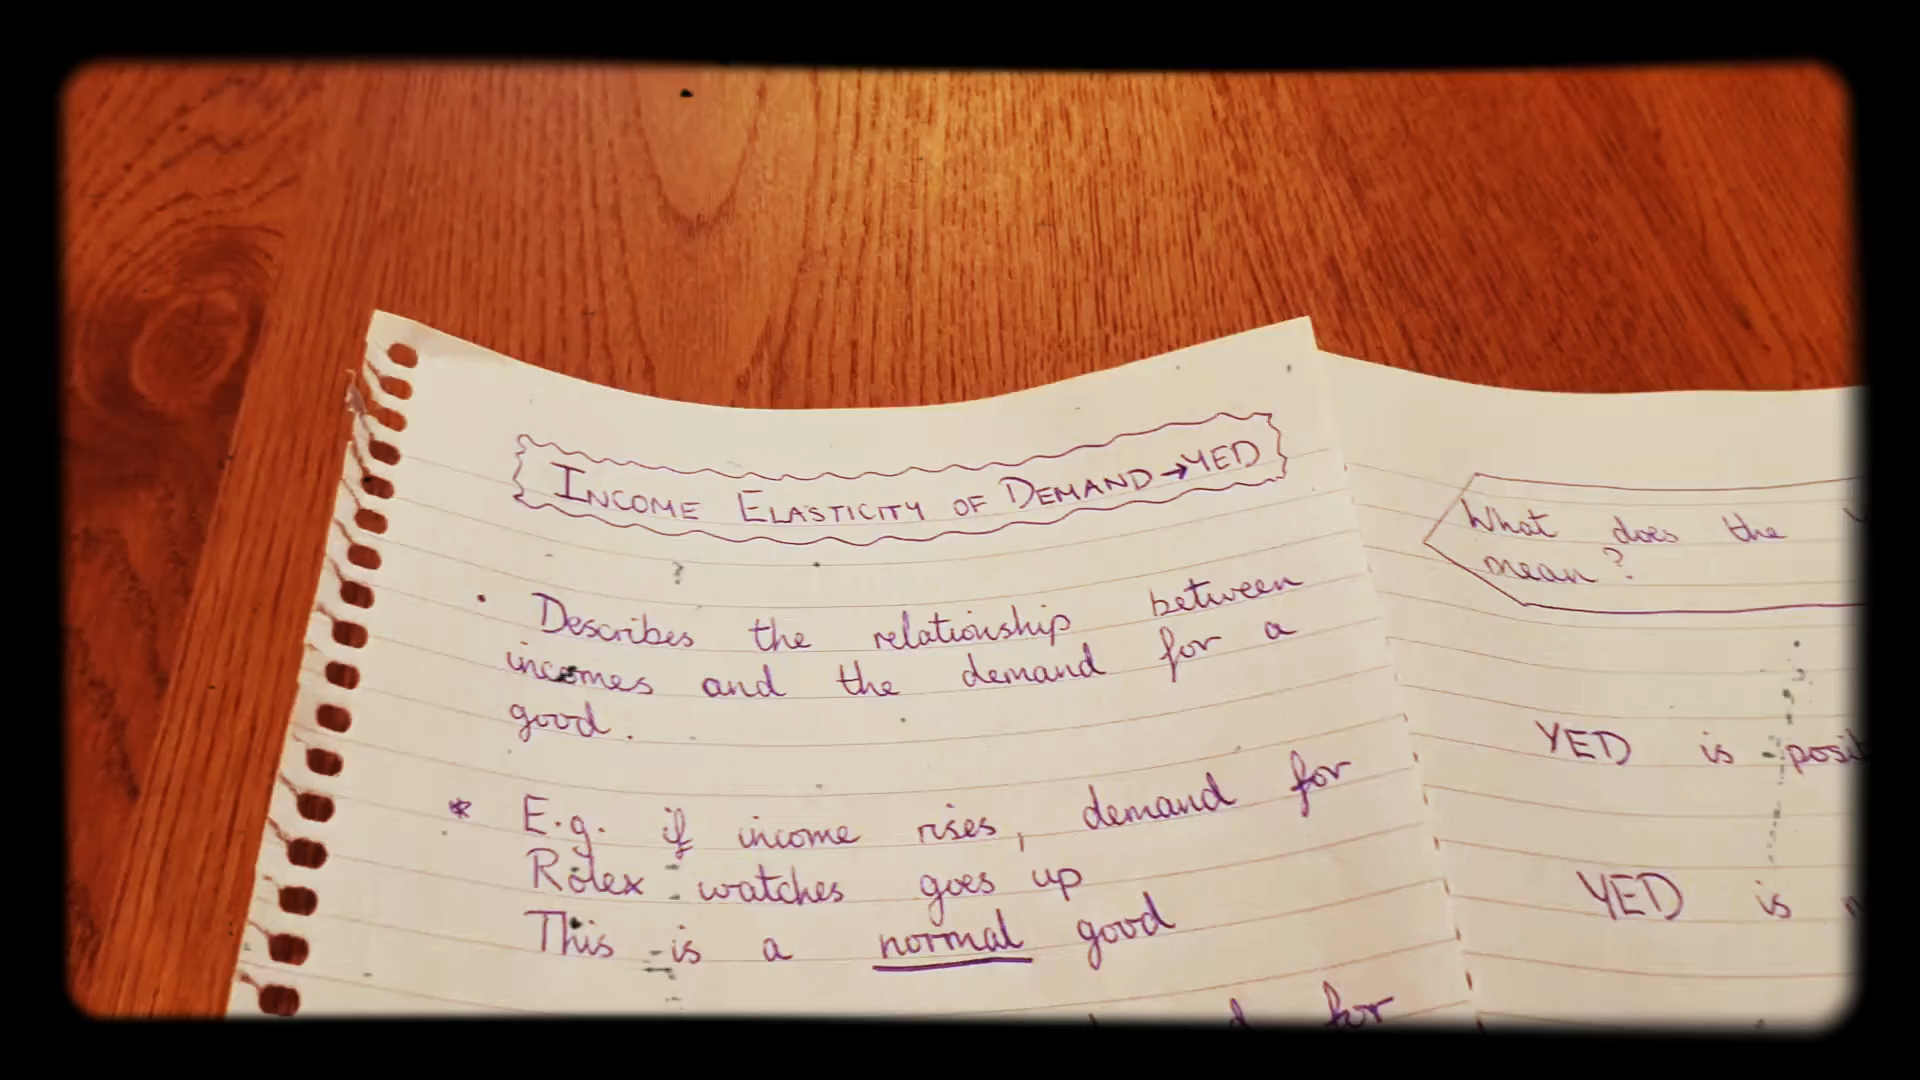 INCOME ELASTICITY OF DEMAND → YED
• Describes the relationship between
incomes and the demand for a
good.
* E.g. if income rises, demand for
Rolex watches goes up
This is a normal good
for
What does the
mean?
YED is
YED is